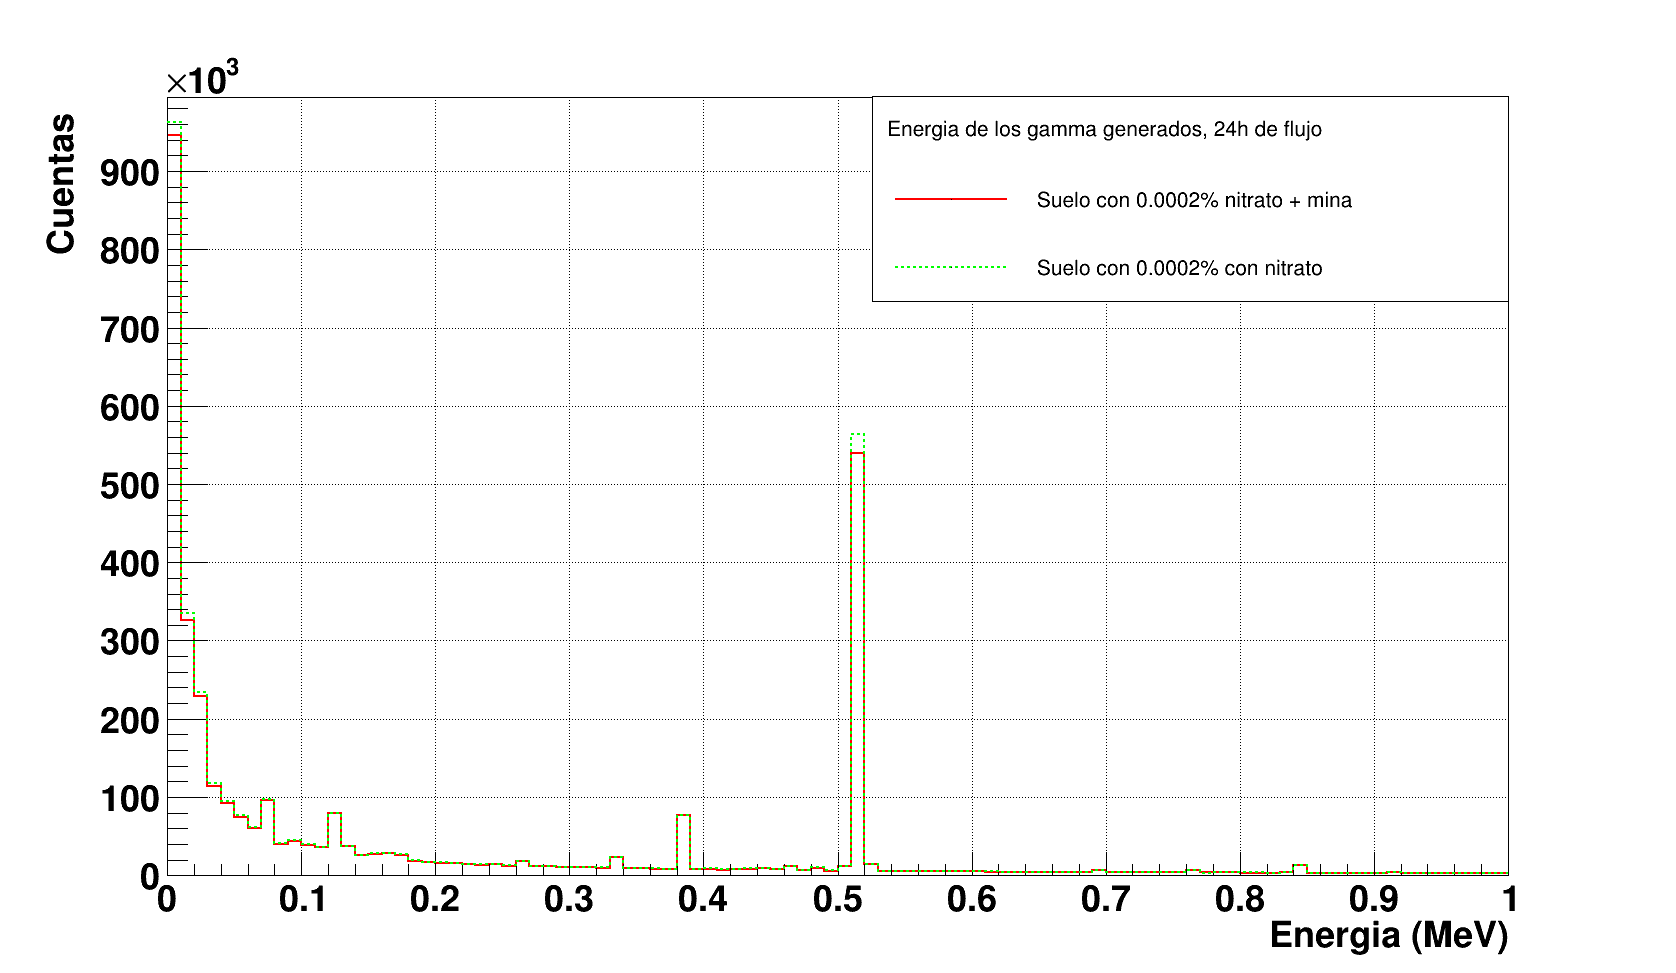 ×10³
Cuentas
900
800
700
600
500
400
300
200
100
0
Energia de los gamma generados, 24h de flujo
Suelo con 0.0002% nitrato + mina
Suelo con 0.0002% con nitrato
0 0.1 0.2 0.3 0.4 0.5 0.6 0.7 0.8 0.9 1
Energia (MeV)